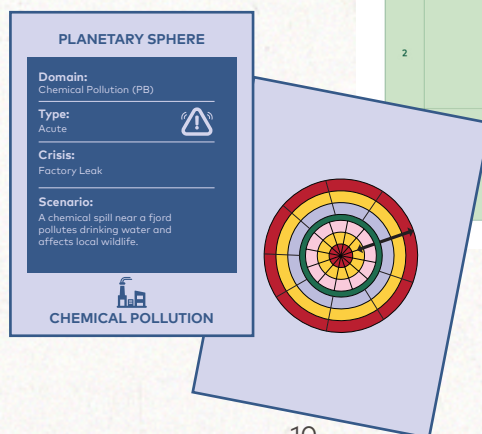 PLANETARY SPHERE
Domain:
Chemical Pollution (PB)
Type:
Acute
Crisis:
Factory Leak
Scenario:
A chemical spill near a fjord
pollutes drinking water and
affects local wildlife.
CHEMICAL POLLUTION
2